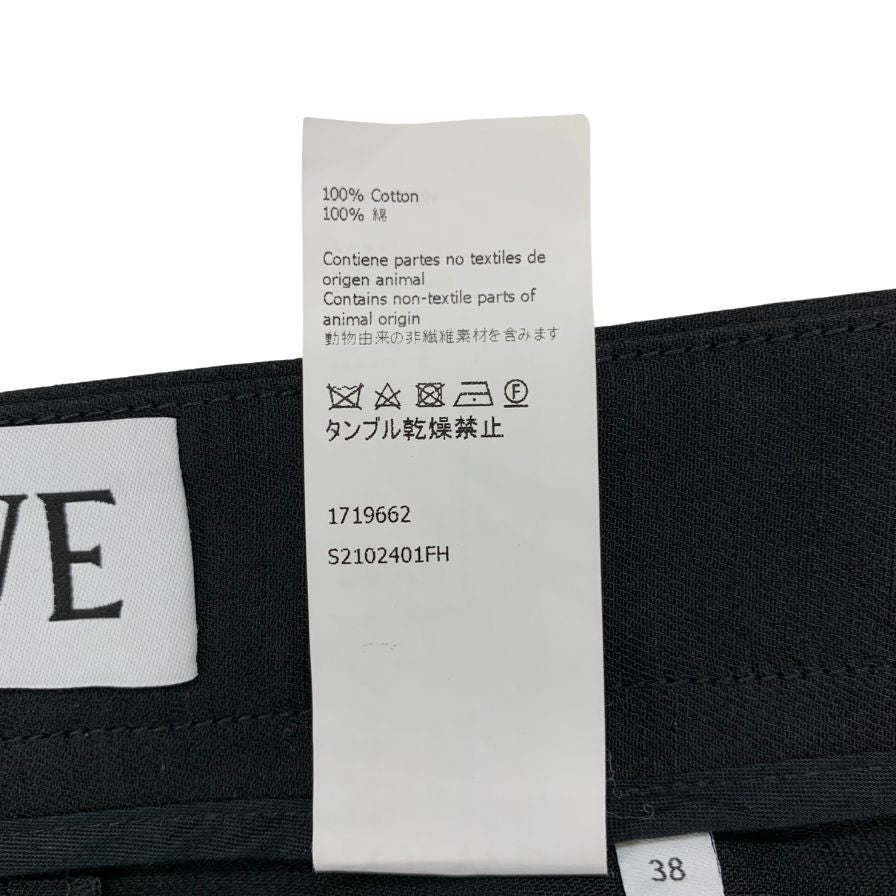 100% Cotton
100% 綿
Contiene partes no textiles de
origen animal
Contains non-textile parts of
animal origin
動物由来の非繊維素材を含みます
F
タンブル乾燥禁止
1719662
S2102401FH
WE
38